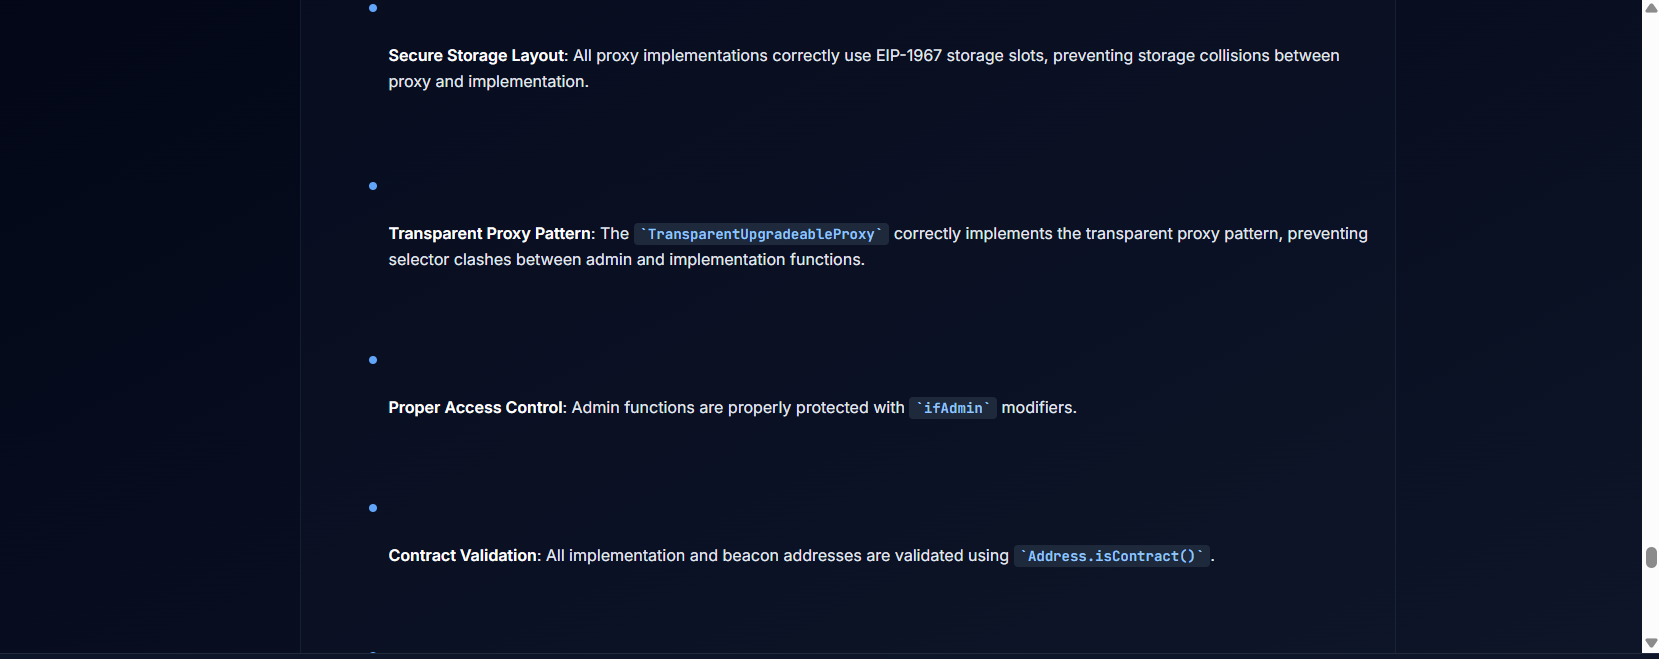 Secure Storage Layout: All proxy implementations correctly use EIP-1967 storage slots, preventing storage collisions between
proxy and implementation.
Transparent Proxy Pattern: The `TransparentUpgradeableProxy` correctly implements the transparent proxy pattern, preventing
selector clashes between admin and implementation functions.
Proper Access Control: Admin functions are properly protected with `ifAdmin` modifiers.
Contract Validation: All implementation and beacon addresses are validated using `Address.isContract()`.